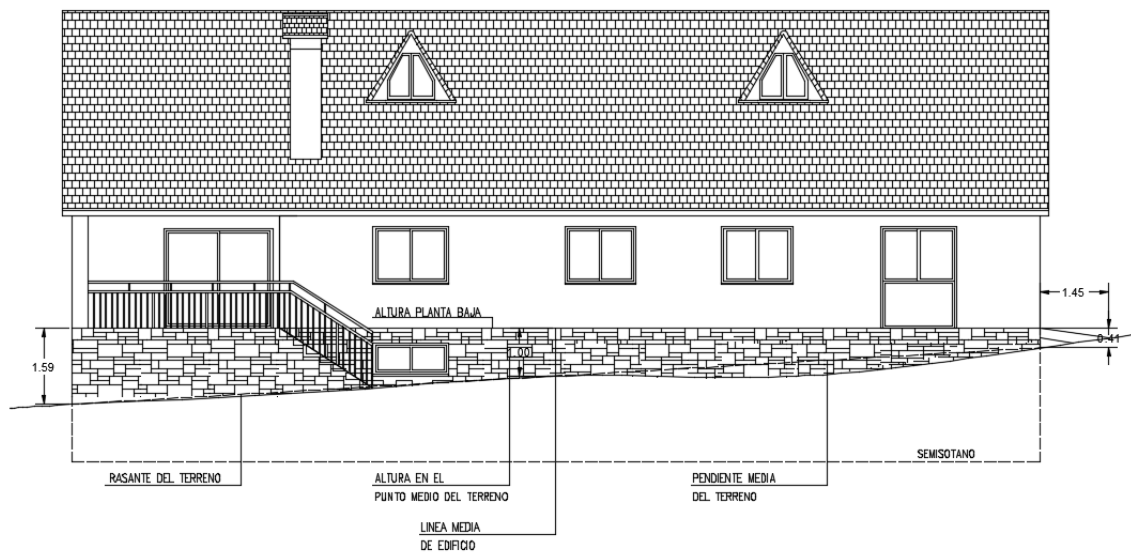 1.45
ALTURA PLANTA BAJA
0.41
1.00
1.59
SEMISOTANO
RASANTE DEL TERRENO
ALTURA EN EL
PUNTO MEDIO DEL TERRENO
PENDIENTE MEDIA
DEL TERRENO
LINEA MEDIA
DE EDIFICIO